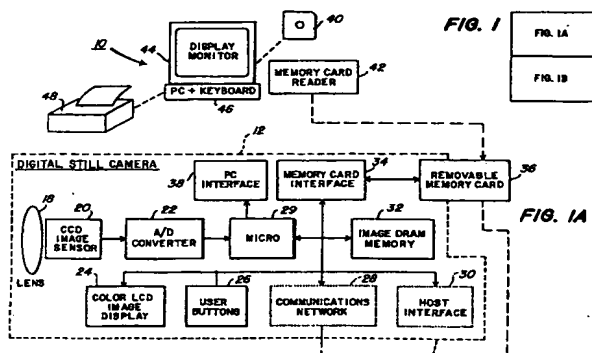 10
44
DISPLAY
MONITOR
40
FIG. 1
FIG. 1A
FIG. 1B
42
MEMORY CARD
READER
48
PC + KEYBOARD
46
12
DIGITAL STILL CAMERA
38
PC
INTERFACE
34
MEMORY CARD
INTERFACE
REMOVABLE
MEMORY CARD
36
FIG. 1A
18
LENS
20
CCD
IMAGE
SENSOR
22
A/D
CONVERTER
29
MICRO
32
IMAGE DRAM
MEMORY
24
COLOR LCD
IMAGE
DISPLAY
26
USER
BUTTONS
28
COMMUNICATIONS
NETWORK
30
HOST
INTERFACE